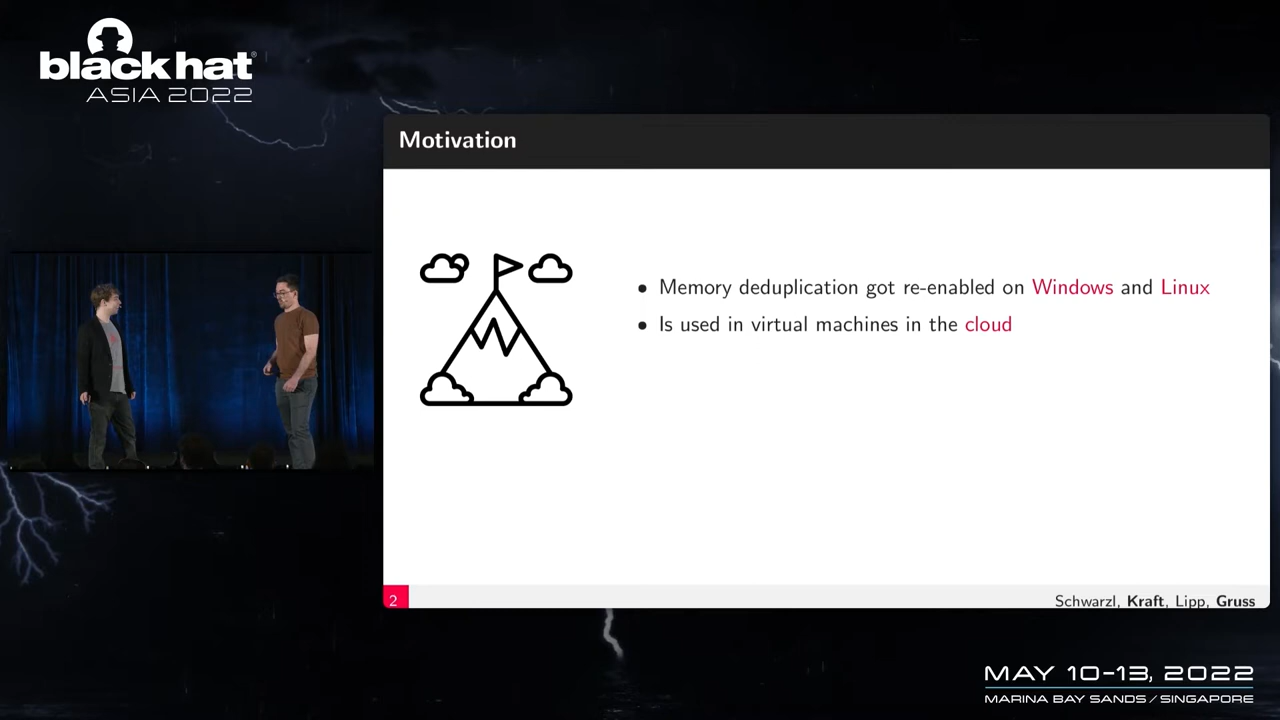 black hat®
ASIA 2022
Motivation
• Memory deduplication got re-enabled on Windows and Linux
• Is used in virtual machines in the cloud
2
Schwarzl, Kraft, Lipp, Gruss
MAY 10-13, 2022
MARINA BAY SANDS / SINGAPORE